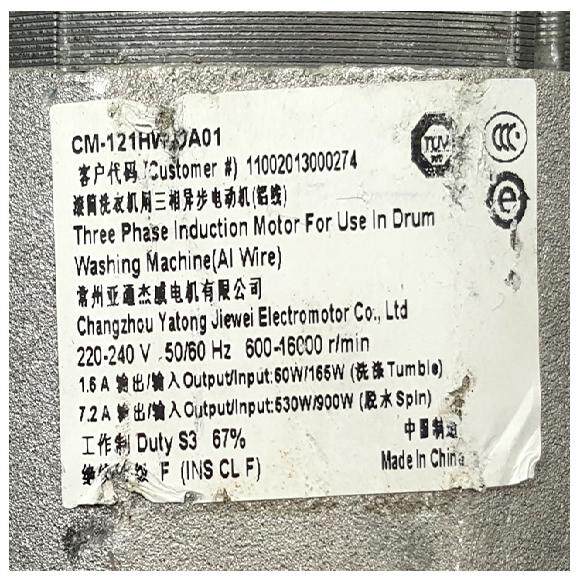 客户代码 (Customer #) 11002013000274
滚筒洗衣机用三相异步电动机(铝线)
Three Phase Induction Motor For Use In Drum
Washing Machine(Al Wire)
常州亚通杰威电机有限公司
Changzhou Yatong Jiewei Electromotor Co., Ltd
220-240 V 50/60 Hz 600-16000 r/min
1.6 A 输出/输入 Output/Input:60W/165W (洗涤 Tumble)
7.2 A 输出/输入 Output/Input:530W/900W (脱水 Spin)
工作制 Duty S3 67%
F (INS CL F)
中国制造
Made In China
TÜV
CCC
e